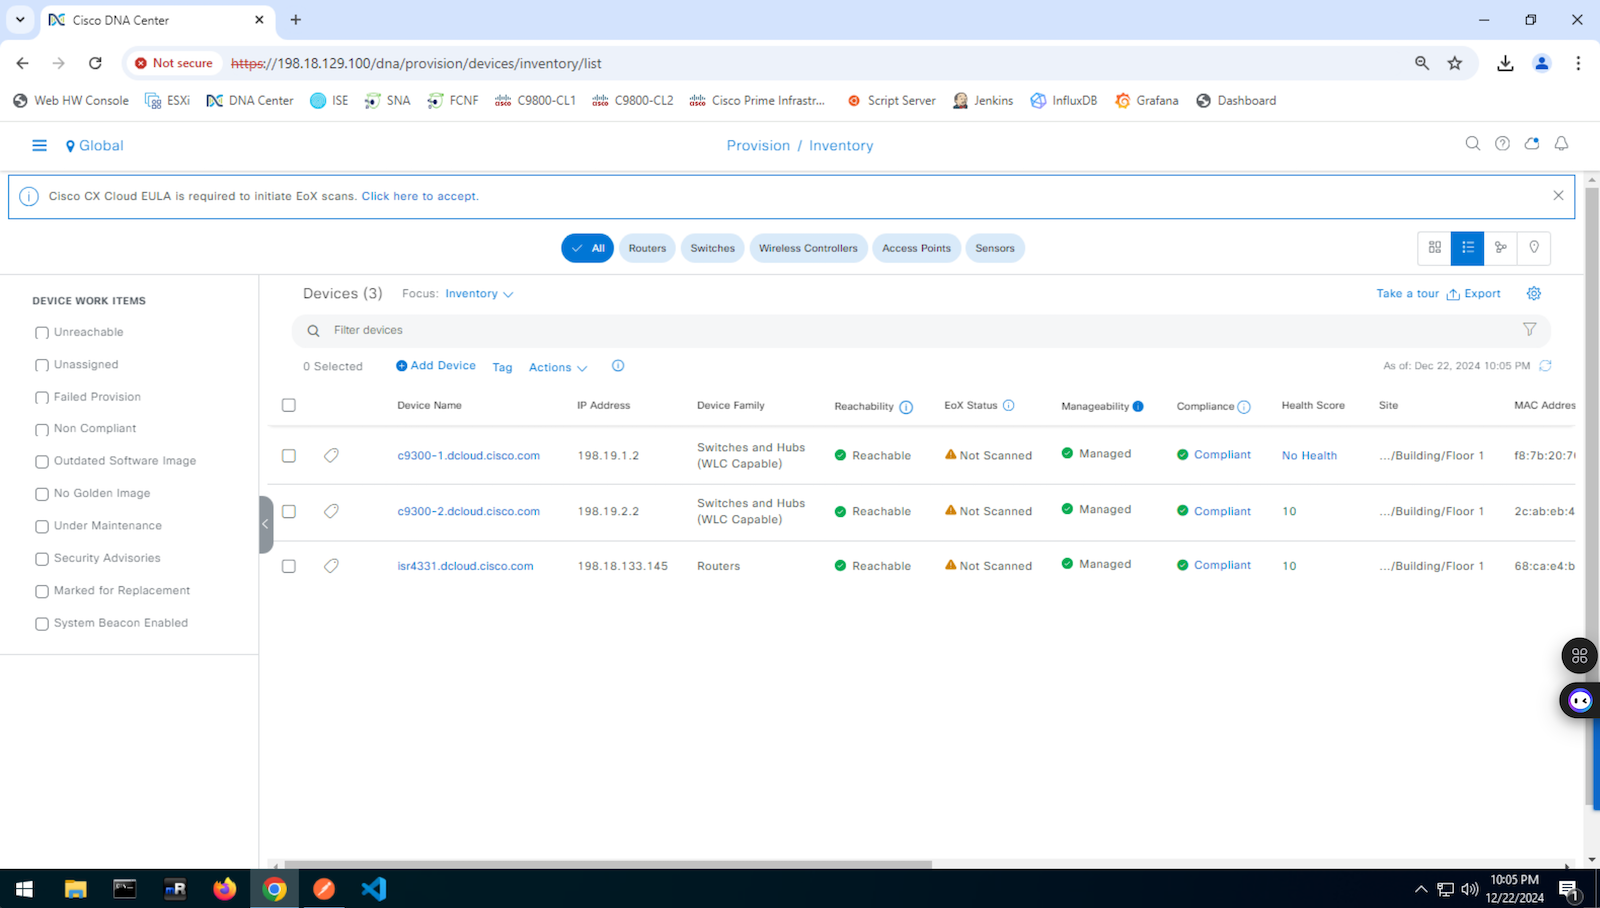 Cisco DNA Center
Not secure https://198.18.129.100/dna/provision/devices/inventory/list
Web HW Console ESXi DNA Center ISE SNA FCNF C9800-CL1 C9800-CL2 Cisco Prime Infrastr... Script Server Jenkins InfluxDB Grafana Dashboard
Global Provision / Inventory
Cisco CX Cloud EULA is required to initiate EoX scans. Click here to accept.
All Routers Switches Wireless Controllers Access Points Sensors
DEVICE WORK ITEMS
Unreachable
Unassigned
Failed Provision
Non Compliant
Outdated Software Image
No Golden Image
Under Maintenance
Security Advisories
Marked for Replacement
System Beacon Enabled
Devices (3) Focus: Inventory Take a tour Export
Filter devices
0 Selected Add Device Tag Actions As of: Dec 22, 2024 10:05 PM
Device Name IP Address Device Family Reachability EoX Status Manageability Compliance Health Score Site MAC Addres
c9300-1.dcloud.cisco.com 198.19.1.2 Switches and Hubs (WLC Capable) Reachable Not Scanned Managed Compliant No Health .../Building/Floor 1 f8:7b:20:7
c9300-2.dcloud.cisco.com 198.19.2.2 Switches and Hubs (WLC Capable) Reachable Not Scanned Managed Compliant 10 .../Building/Floor 1 2c:ab:eb:4
isr4331.dcloud.cisco.com 198.18.133.145 Routers Reachable Not Scanned Managed Compliant 10 .../Building/Floor 1 68:ca:e4:b
10:05 PM
12/22/2024
1